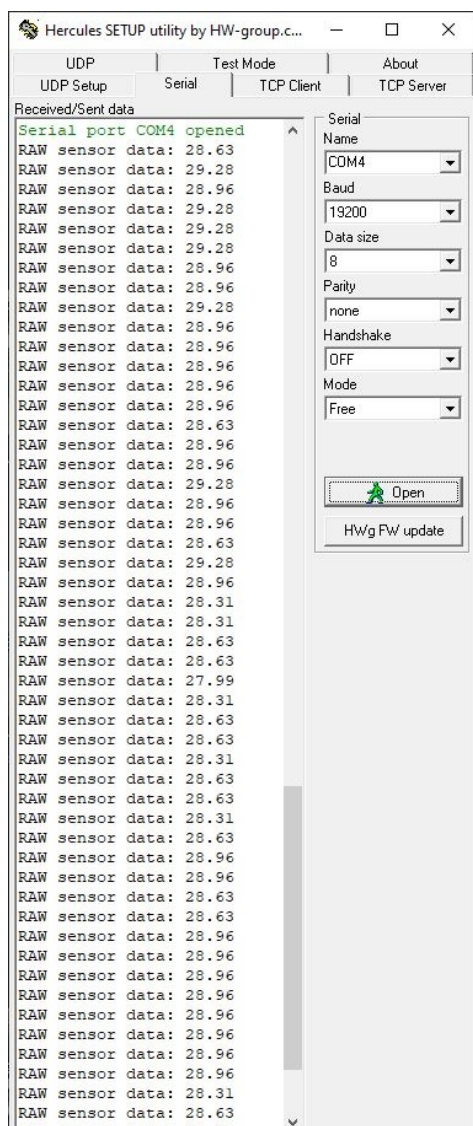 Hercules SETUP utility by HW-group.c...
UDP Test Mode About
UDP Setup Serial TCP Client TCP Server
Received/Sent data
Serial port COM4 opened
RAW sensor data: 28.63
RAW sensor data: 29.28
RAW sensor data: 28.96
RAW sensor data: 29.28
RAW sensor data: 29.28
RAW sensor data: 29.28
RAW sensor data: 28.96
RAW sensor data: 28.96
RAW sensor data: 29.28
RAW sensor data: 28.96
RAW sensor data: 28.96
RAW sensor data: 28.96
RAW sensor data: 28.96
RAW sensor data: 28.96
RAW sensor data: 28.63
RAW sensor data: 28.96
RAW sensor data: 28.96
RAW sensor data: 29.28
RAW sensor data: 28.96
RAW sensor data: 28.96
RAW sensor data: 28.63
RAW sensor data: 29.28
RAW sensor data: 28.96
RAW sensor data: 28.31
RAW sensor data: 28.31
RAW sensor data: 28.63
RAW sensor data: 28.63
RAW sensor data: 27.99
RAW sensor data: 28.31
RAW sensor data: 28.63
RAW sensor data: 28.63
RAW sensor data: 28.31
RAW sensor data: 28.63
RAW sensor data: 28.63
RAW sensor data: 28.31
RAW sensor data: 28.63
RAW sensor data: 28.96
RAW sensor data: 28.96
RAW sensor data: 28.63
RAW sensor data: 28.63
RAW sensor data: 28.96
RAW sensor data: 28.96
RAW sensor data: 28.96
RAW sensor data: 28.96
RAW sensor data: 28.96
RAW sensor data: 28.96
RAW sensor data: 28.96
RAW sensor data: 28.96
RAW sensor data: 28.31
RAW sensor data: 28.63
Serial
Name
COM4
Baud
19200
Data size
8
Parity
none
Handshake
OFF
Mode
Free
Open
HWg FW update